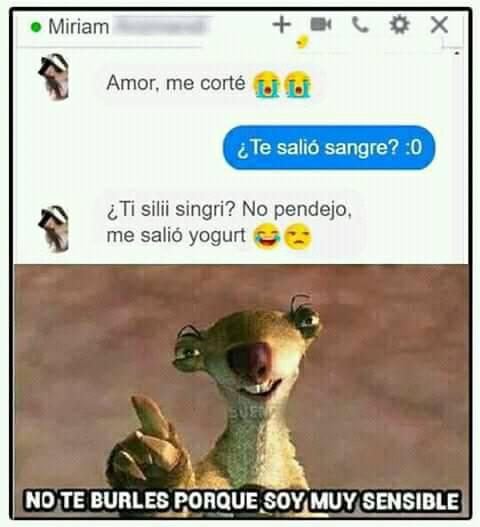 Miriam
Amor, me corté 😭😭
¿Te salió sangre? :0
¿Ti silii singri? No pendejo,
me salió yogurt 😂😒
NO TE BURLES PORQUE SOY MUY SENSIBLE